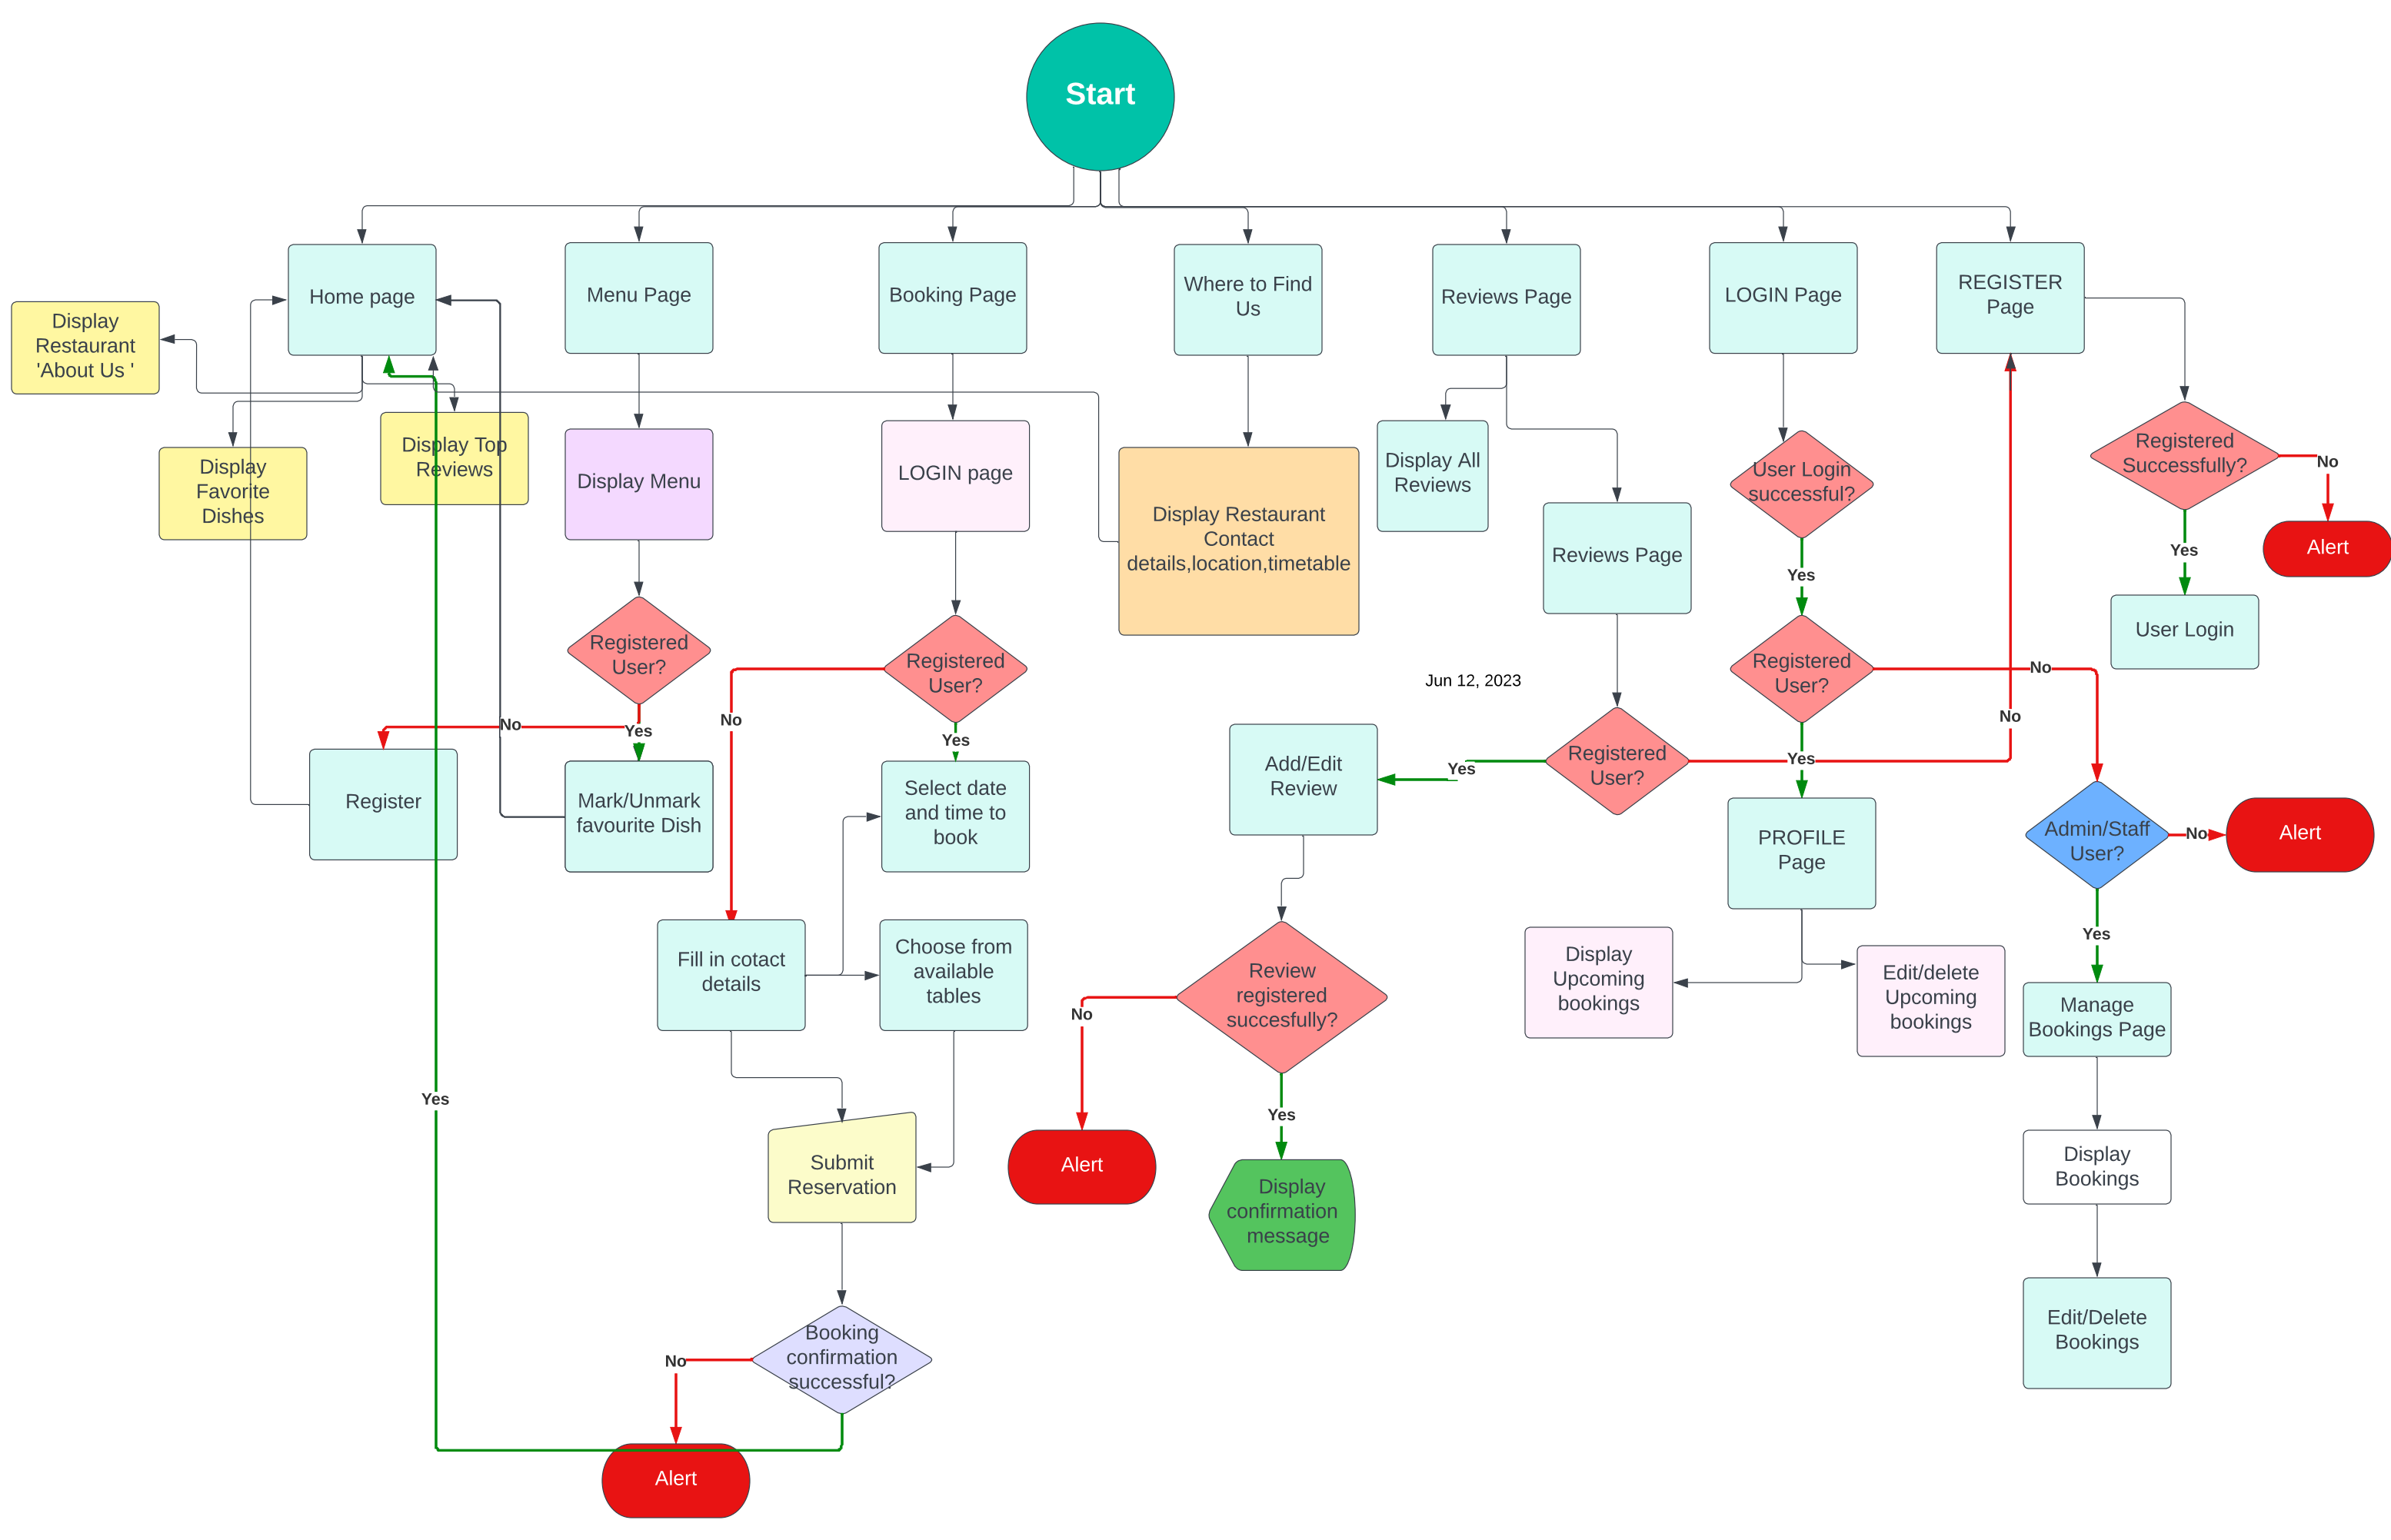 Start
Home page
Menu Page
Booking Page
Where to Find
Us
Reviews Page
LOGIN Page
REGISTER
Page
Display
Restaurant
'About Us '
Display
Favorite
Dishes
Display Top
Reviews
Display Menu
LOGIN page
Display Restaurant
Contact
details,location,timetable
Display All
Reviews
Reviews Page
User Login
successful?
Registered
Successfully?
No
Alert
Yes
User Login
Yes
Registered
User?
Registered
User?
Registered
User?
No
Jun 12, 2023
No
Yes
No
Yes
No
Register
Mark/Unmark
favourite Dish
Select date
and time to
book
Add/Edit
Review
Yes
Registered
User?
Yes
PROFILE
Page
Admin/Staff
User?
No
Alert
Fill in cotact
details
Choose from
available
tables
Review
registered
succesfully?
No
Display
Upcoming
bookings
Edit/delete
Upcoming
bookings
Yes
Manage
Bookings Page
Yes
Submit
Reservation
Alert
Yes
Display
confirmation
message
Display
Bookings
Booking
confirmation
successful?
No
Alert
Edit/Delete
Bookings